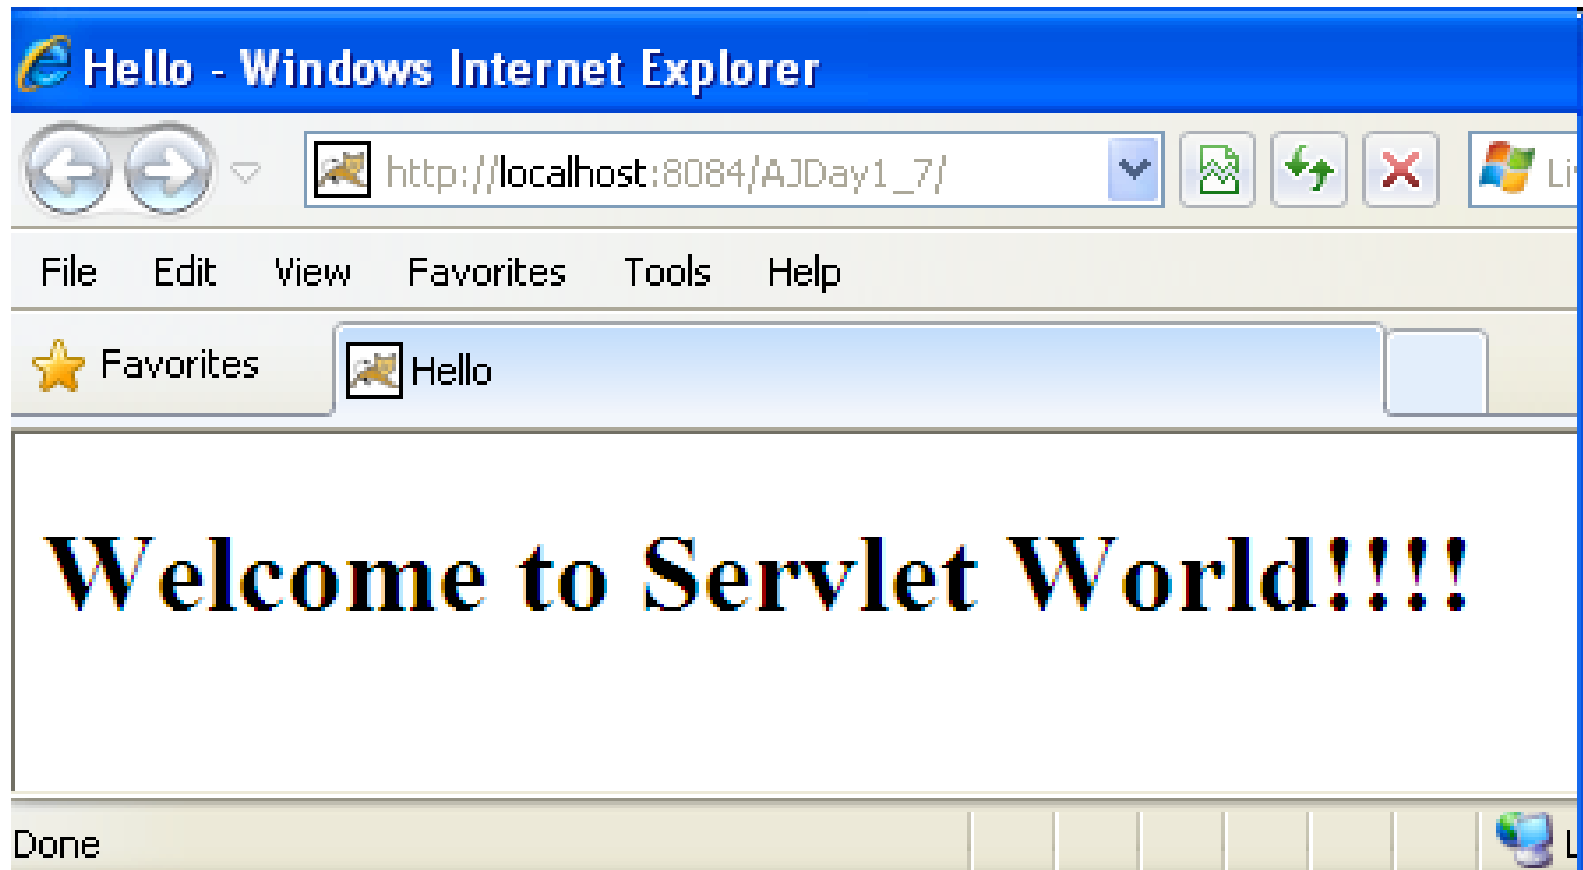 Hello - Windows Internet Explorer
http://localhost:8084/AJDay1_7/
File Edit View Favorites Tools Help
Favorites Hello
Welcome to Servlet World!!!!
Done